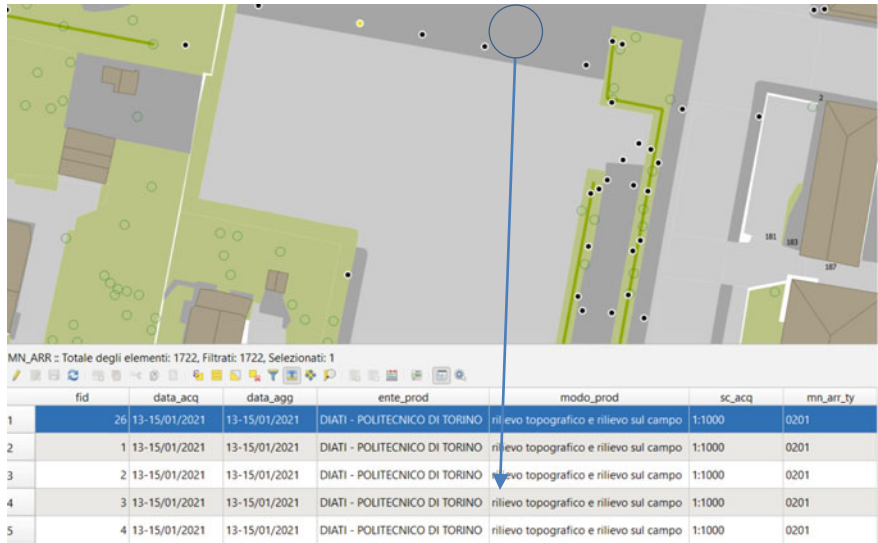 2
181
183
187
MN_ARR :: Totale degli elementi: 1722, Filtrati: 1722, Selezionati: 1
fid data_acq data_agg ente_prod modo_prod sc_acq mn_arr_ty
1 26 13-15/01/2021 13-15/01/2021 DIATI - POLITECNICO DI TORINO rilievo topografico e rilievo sul campo 1:1000 0201
2 1 13-15/01/2021 13-15/01/2021 DIATI - POLITECNICO DI TORINO rilievo topografico e rilievo sul campo 1:1000 0201
3 2 13-15/01/2021 13-15/01/2021 DIATI - POLITECNICO DI TORINO rilievo topografico e rilievo sul campo 1:1000 0201
4 3 13-15/01/2021 13-15/01/2021 DIATI - POLITECNICO DI TORINO rilievo topografico e rilievo sul campo 1:1000 0201
5 4 13-15/01/2021 13-15/01/2021 DIATI - POLITECNICO DI TORINO rilievo topografico e rilievo sul campo 1:1000 0201